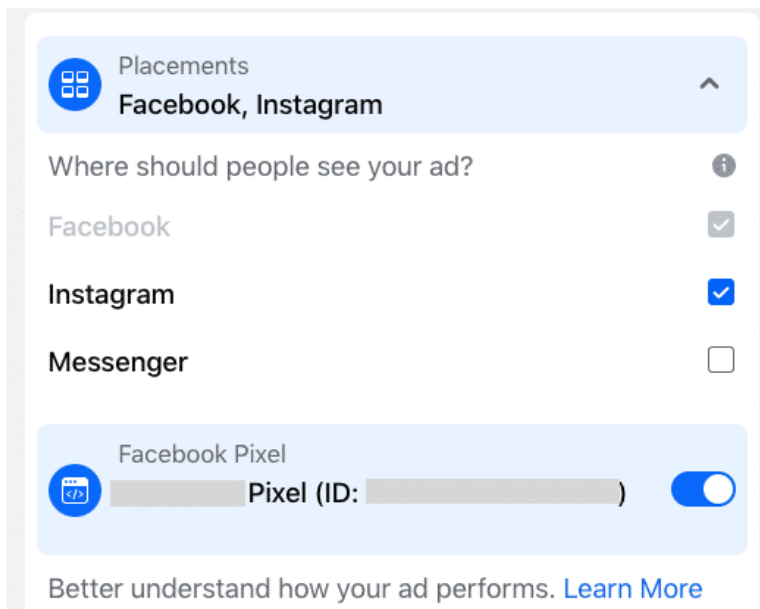 Placements
Facebook, Instagram
Where should people see your ad?
Facebook
Instagram
Messenger
Facebook Pixel
Pixel (ID: )
Better understand how your ad performs. Learn More